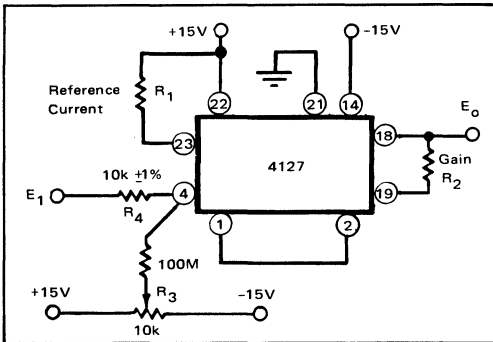 +15V
-15V
Reference
Current
R1
22
21
14
Eo
23
18
4127
Gain
R2
10k ±1%
E1
4
19
R4
1
2
100M
R3
+15V
-15V
10k